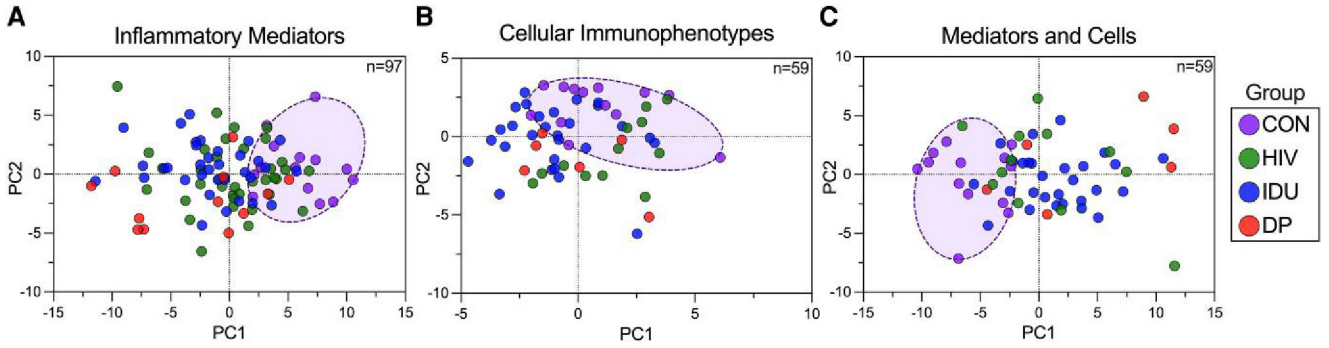 A
Inflammatory Mediators
n=97
10
5
0
-5
-10
PC2
-15
-10
-5
0
5
10
15
PC1
B
Cellular Immunophenotypes
n=59
5
0
-5
-10
PC2
-5
0
5
10
PC1
C
Mediators and Cells
n=59
10
5
0
-5
-10
PC2
-15
-10
-5
0
5
10
15
PC1
Group
CON
HIV
IDU
DP